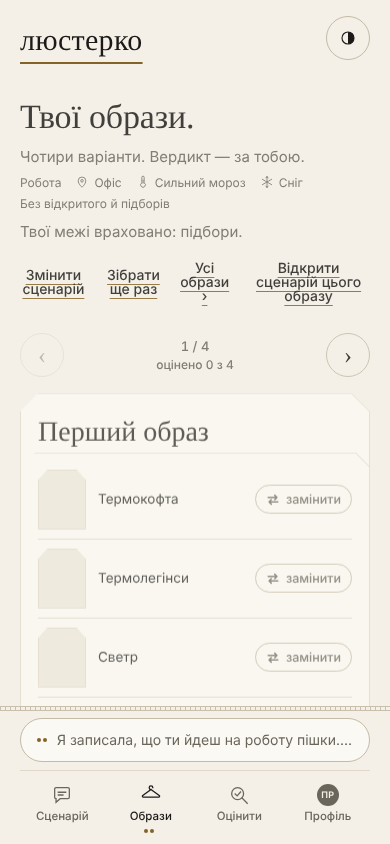 люстерко
Твої образи.
Чотири варіанти. Вердикт — за тобою.
Робота Офіс Сильний мороз Сніг
Без відкритого й підборів
Твої межі враховано: підбори.
Змінити сценарій
Зібрати ще раз
Усі образи ›
Відкрити сценарій цього образу
‹ 1 / 4 ›
оцінено 0 з 4
Перший образ
Термокофта замінити
Термолегінси замінити
Светр замінити
Я записала, що ти йдеш на роботу пішки....
ПР
Сценарій Образи Оцінити Профіль